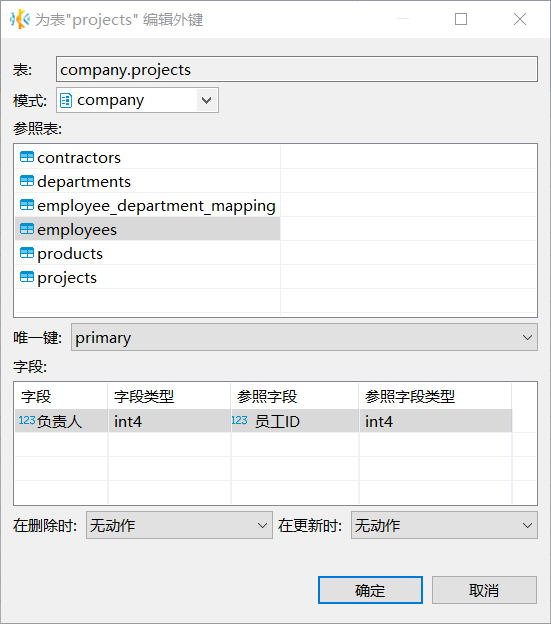 为表"projects" 编辑外键
表: company.projects
模式: company
参照表:
contractors
departments
employee_department_mapping
employees
products
projects
唯一键: primary
字段:
字段 字段类型 参照字段 参照字段类型
123 负责人 int4 123 员工ID int4
在删除时: 无动作 在更新时: 无动作
确定 取消